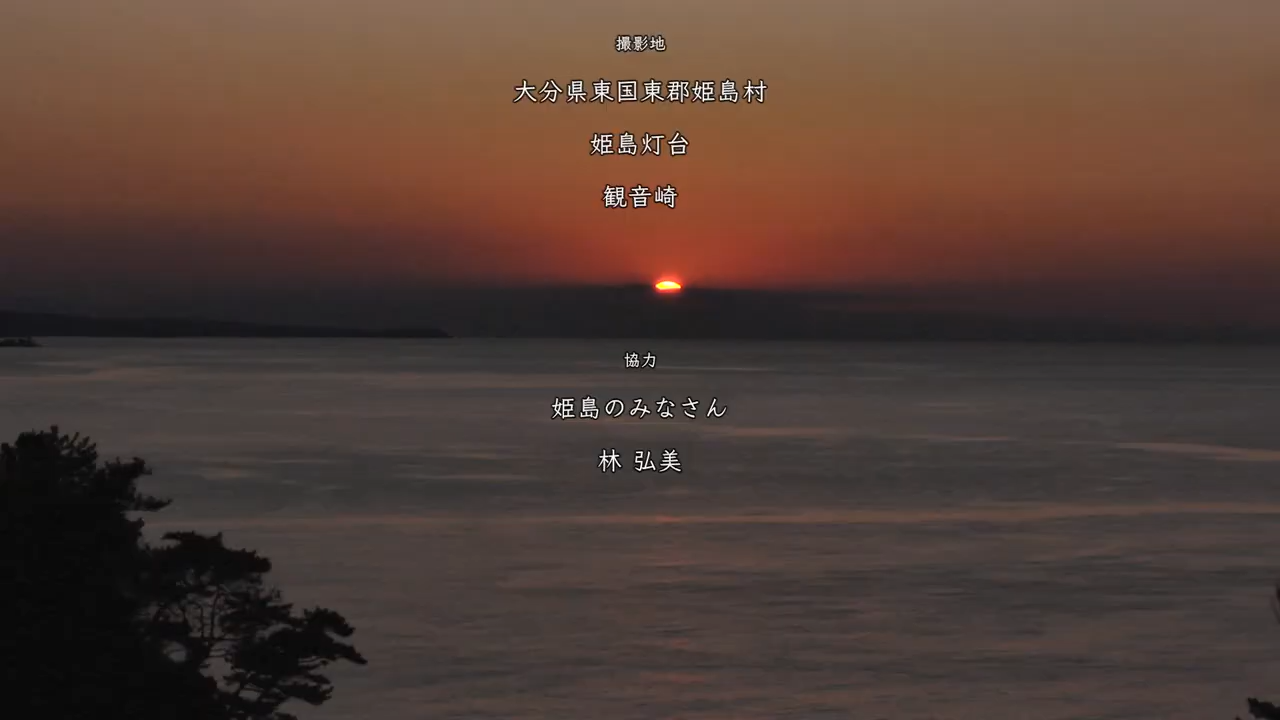 撮影地
大分県東国東郡姫島村
姫島灯台
観音崎
協力
姫島のみなさん
林 弘美